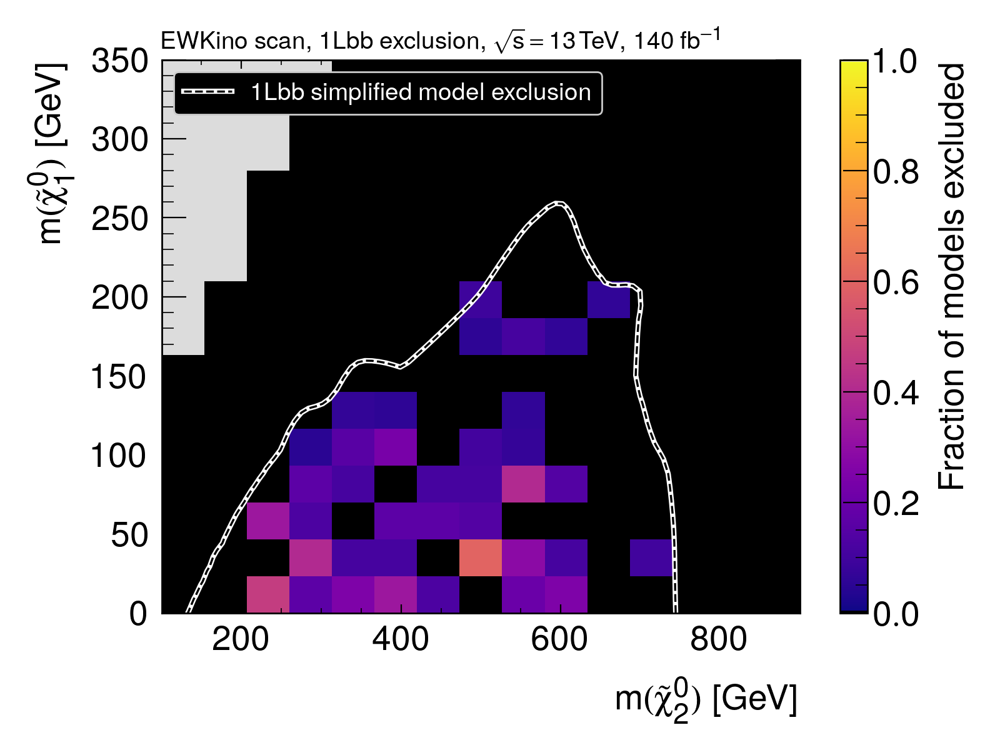 EWKino scan, 1Lbb exclusion, √s = 13 TeV, 140 fb⁻¹
1Lbb simplified model exclusion
m(χ̃₁⁰) [GeV]
350
300
250
200
150
100
50
0
200 400 600 800
m(χ̃₂⁰) [GeV]
1.0
0.8
0.6
0.4
0.2
0.0
Fraction of models excluded